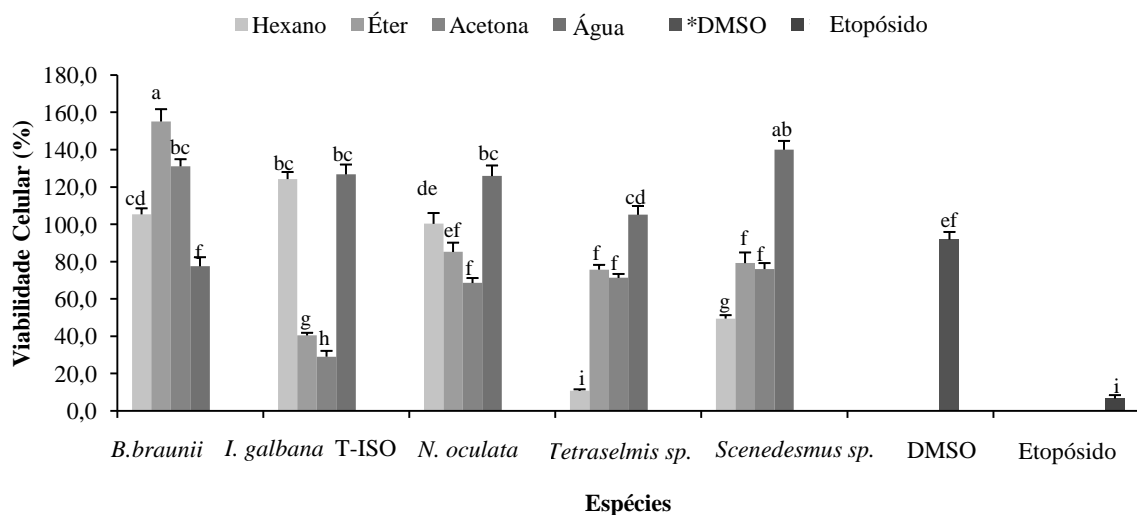 Hexano Éter Acetona Água *DMSO Etopósido
180,0
160,0
140,0
120,0
100,0
80,0
60,0
40,0
20,0
0,0
Viabilidade Celular (%)
cd a bc f
bc g h bc
de ef f bc
i f f cd
g f f ab
ef
i
B.braunii I. galbana T-ISO N. oculata Tetraselmis sp. Scenedesmus sp. DMSO Etopósido
Espécies